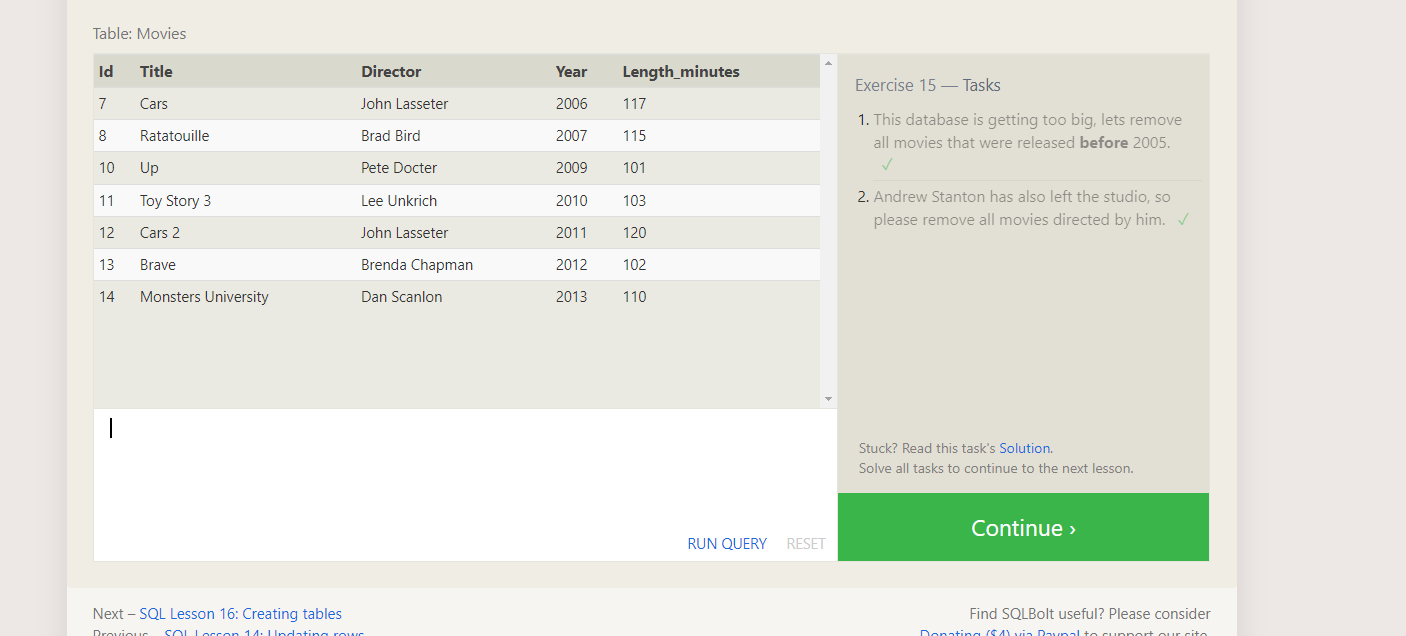 Table: Movies
Id Title Director Year Length_minutes
7 Cars John Lasseter 2006 117
8 Ratatouille Brad Bird 2007 115
10 Up Pete Docter 2009 101
11 Toy Story 3 Lee Unkrich 2010 103
12 Cars 2 John Lasseter 2011 120
13 Brave Brenda Chapman 2012 102
14 Monsters University Dan Scanlon 2013 110
RUN QUERY RESET
Exercise 15 — Tasks
1. This database is getting too big, lets remove
all movies that were released before 2005.
✓
2. Andrew Stanton has also left the studio, so
please remove all movies directed by him. ✓
Stuck? Read this task's Solution.
Solve all tasks to continue to the next lesson.
Continue ›
Next – SQL Lesson 16: Creating tables
Previous – SQL Lesson 14: Updating rows
Find SQLBolt useful? Please consider
Donating ($4) via Paypal to support our site.